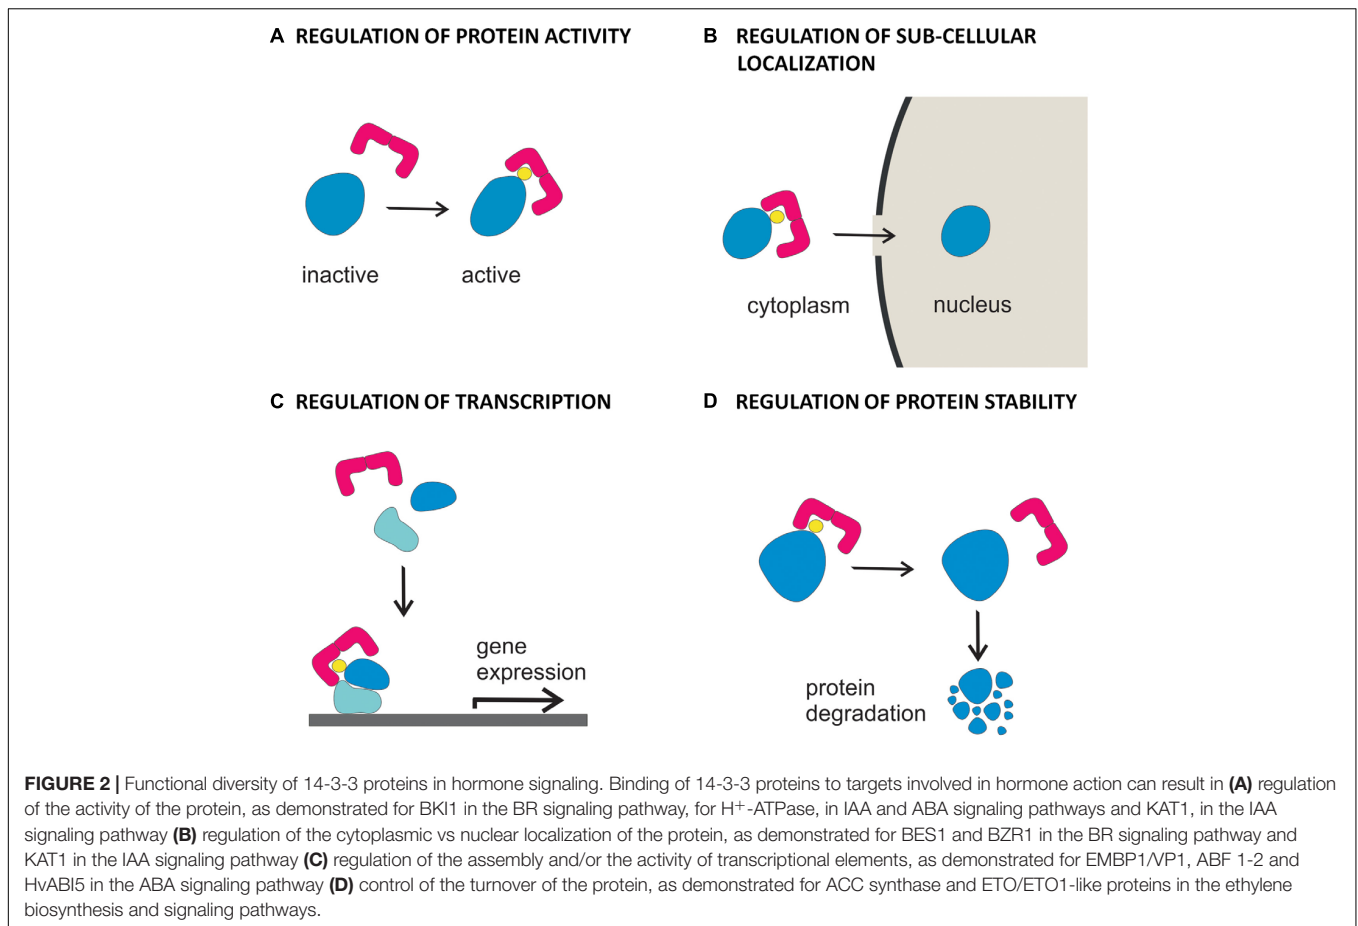 A REGULATION OF PROTEIN ACTIVITY
inactive
active
B REGULATION OF SUB-CELLULAR
LOCALIZATION
cytoplasm
nucleus
C REGULATION OF TRANSCRIPTION
gene
expression
D REGULATION OF PROTEIN STABILITY
protein
degradation
FIGURE 2 | Functional diversity of 14-3-3 proteins in hormone signaling. Binding of 14-3-3 proteins to targets involved in hormone action can result in (A) regulation
of the activity of the protein, as demonstrated for BKI1 in the BR signaling pathway, for H⁺-ATPase, in IAA and ABA signaling pathways and KAT1, in the IAA
signaling pathway (B) regulation of the cytoplasmic vs nuclear localization of the protein, as demonstrated for BES1 and BZR1 in the BR signaling pathway and
KAT1 in the IAA signaling pathway (C) regulation of the assembly and/or the activity of transcriptional elements, as demonstrated for EMBP1/VP1, ABF 1-2 and
HvABI5 in the ABA signaling pathway (D) control of the turnover of the protein, as demonstrated for ACC synthase and ETO/ETO1-like proteins in the ethylene
biosynthesis and signaling pathways.